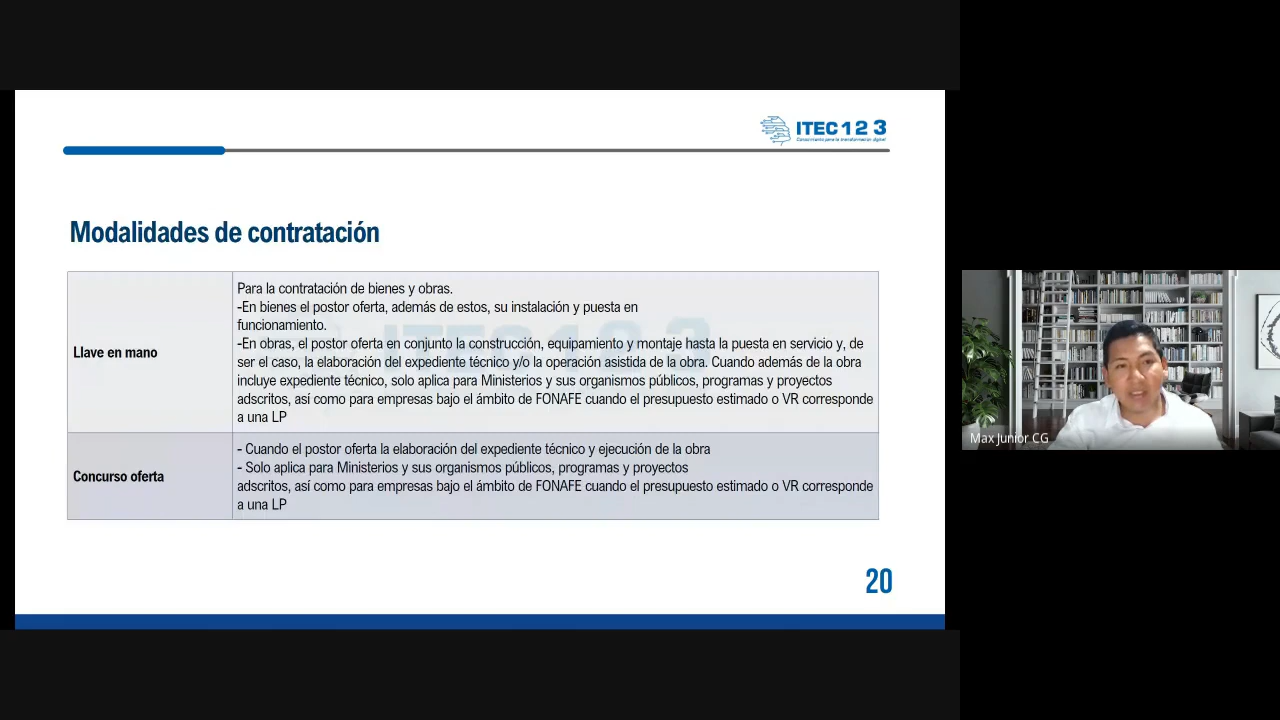 ITEC 1 2 3
Conocimiento para la transformación digital
Modalidades de contratación
Llave en mano
Para la contratación de bienes y obras.
-En bienes el postor oferta, además de estos, su instalación y puesta en
funcionamiento.
-En obras, el postor oferta en conjunto la construcción, equipamiento y montaje hasta la puesta en servicio y, de
ser el caso, la elaboración del expediente técnico y/o la operación asistida de la obra. Cuando además de la obra
incluye expediente técnico, solo aplica para Ministerios y sus organismos públicos, programas y proyectos
adscritos, así como para empresas bajo el ámbito de FONAFE cuando el presupuesto estimado o VR corresponde
a una LP
Concurso oferta
- Cuando el postor oferta la elaboración del expediente técnico y ejecución de la obra
- Solo aplica para Ministerios y sus organismos públicos, programas y proyectos
adscritos, así como para empresas bajo el ámbito de FONAFE cuando el presupuesto estimado o VR corresponde
a una LP
20
Max Junior CG